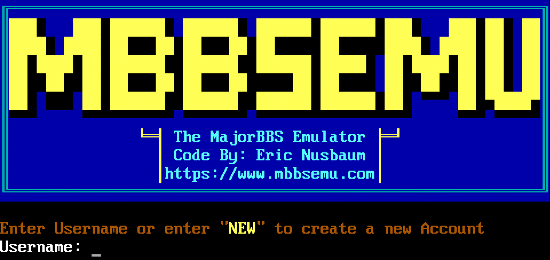 MBBSEMU
The MajorBBS Emulator
Code By: Eric Nusbaum
https://www.mbbsemu.com
Enter Username or enter "NEW" to create a new Account
Username: _